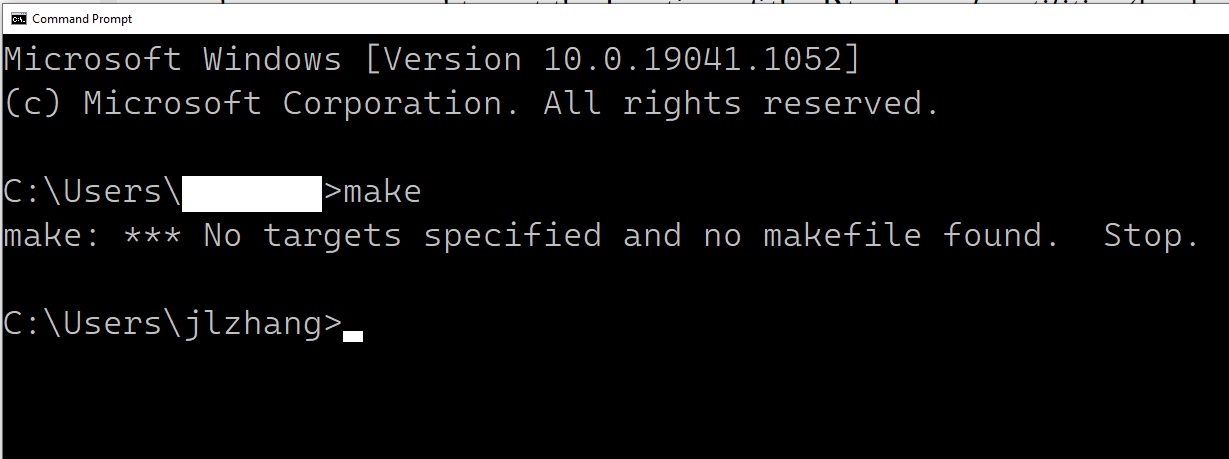 Command Prompt
Microsoft Windows [Version 10.0.19041.1052]
(c) Microsoft Corporation. All rights reserved.
C:\Users\ >make
make: *** No targets specified and no makefile found.  Stop.
C:\Users\jlzhang>